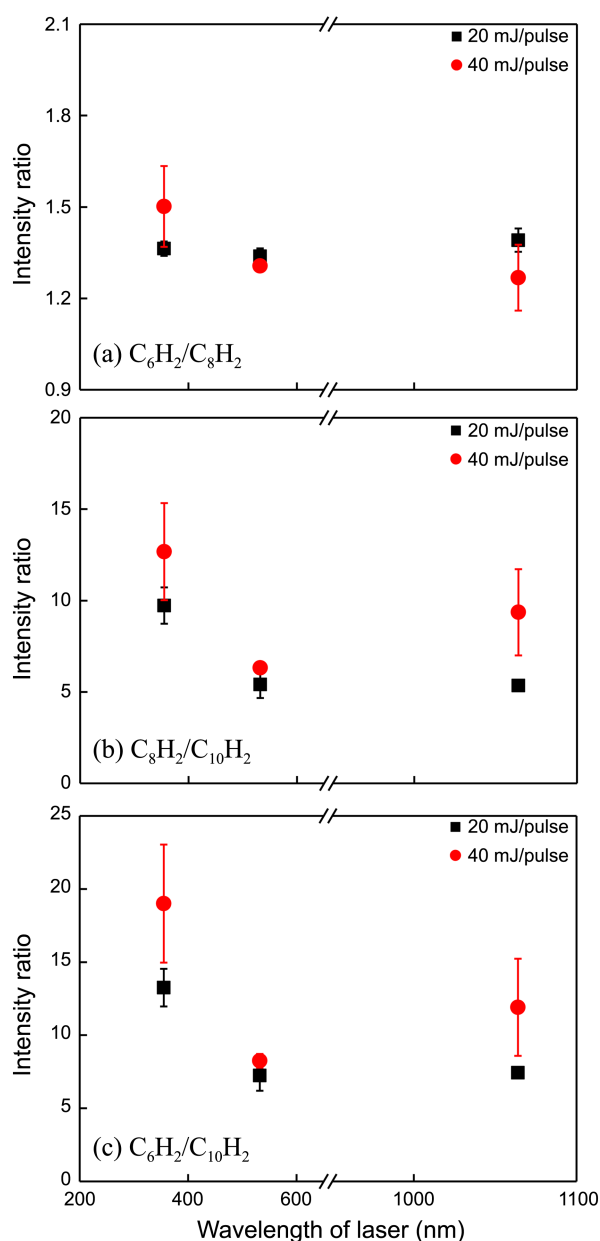 2.1
1.8
1.5
1.2
0.9
Intensity ratio
20 mJ/pulse
40 mJ/pulse
(a) C₆H₂/C₈H₂
20
15
10
5
0
Intensity ratio
20 mJ/pulse
40 mJ/pulse
(b) C₈H₂/C₁₀H₂
25
20
15
10
5
0
Intensity ratio
20 mJ/pulse
40 mJ/pulse
(c) C₆H₂/C₁₀H₂
200 400 600 1000 1100
Wavelength of laser (nm)